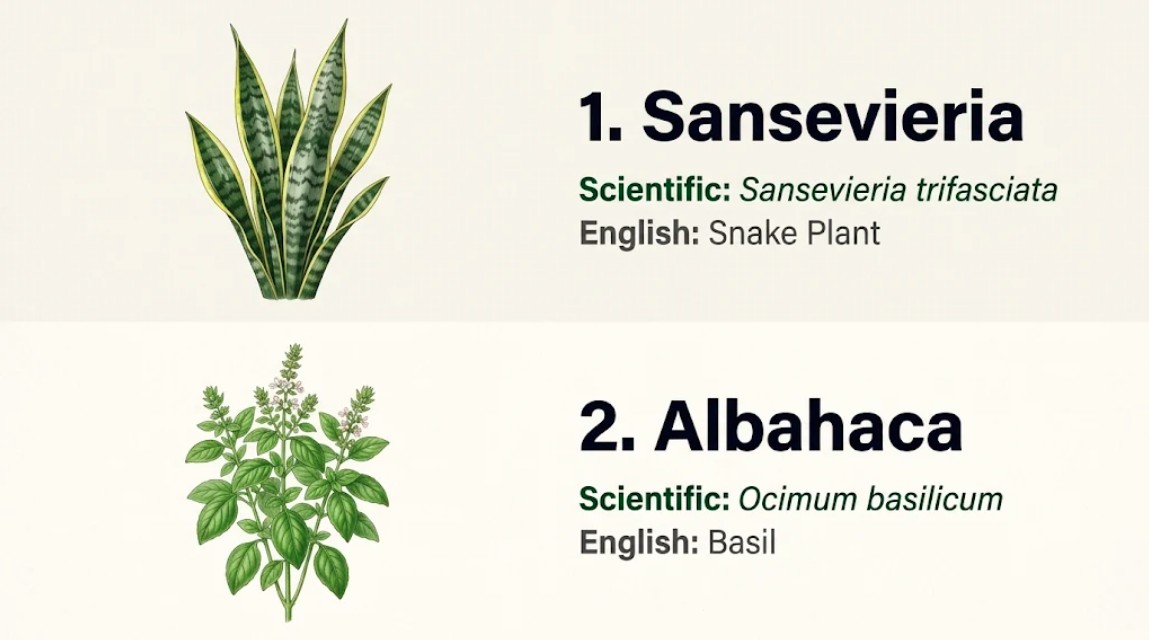 1. Sansevieria
Scientific: Sansevieria trifasciata
English: Snake Plant
2. Albahaca
Scientific: Ocimum basilicum
English: Basil